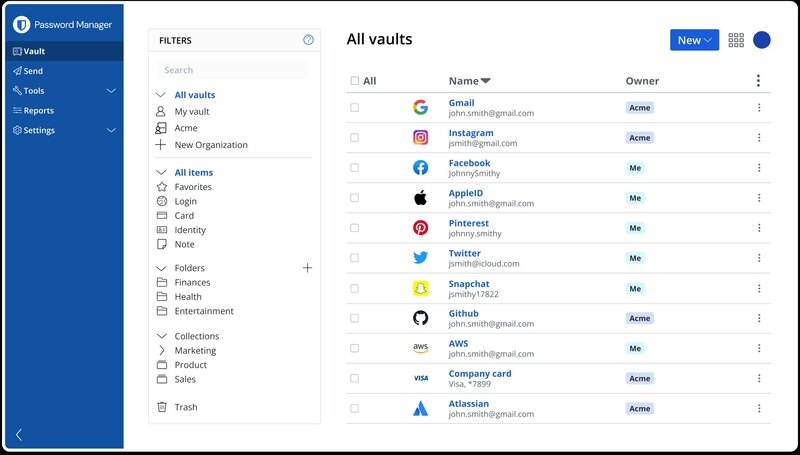 Password Manager
Vault
Send
Tools
Reports
Settings
FILTERS
Search
All vaults
My vault
Acme
New Organization
All items
Favorites
Login
Card
Identity
Note
Folders
Finances
Health
Entertainment
Collections
Marketing
Product
Sales
Trash
All vaults
New
All Name Owner
Gmail
john.smith@gmail.com
Acme
Instagram
jsmith@gmail.com
Acme
Facebook
JohnnySmithy
Me
AppleID
john.smith@gmail.com
Me
Pinterest
johnny.smithy
Me
Twitter
jsmith@icloud.com
Me
Snapchat
jsmithy17822
Me
Github
john.smith@gmail.com
Acme
aws
AWS
john.smith@gmail.com
Me
VISA
Company card
Visa, *7899
Acme
Atlassian
john.smith@gmail.com
Acme